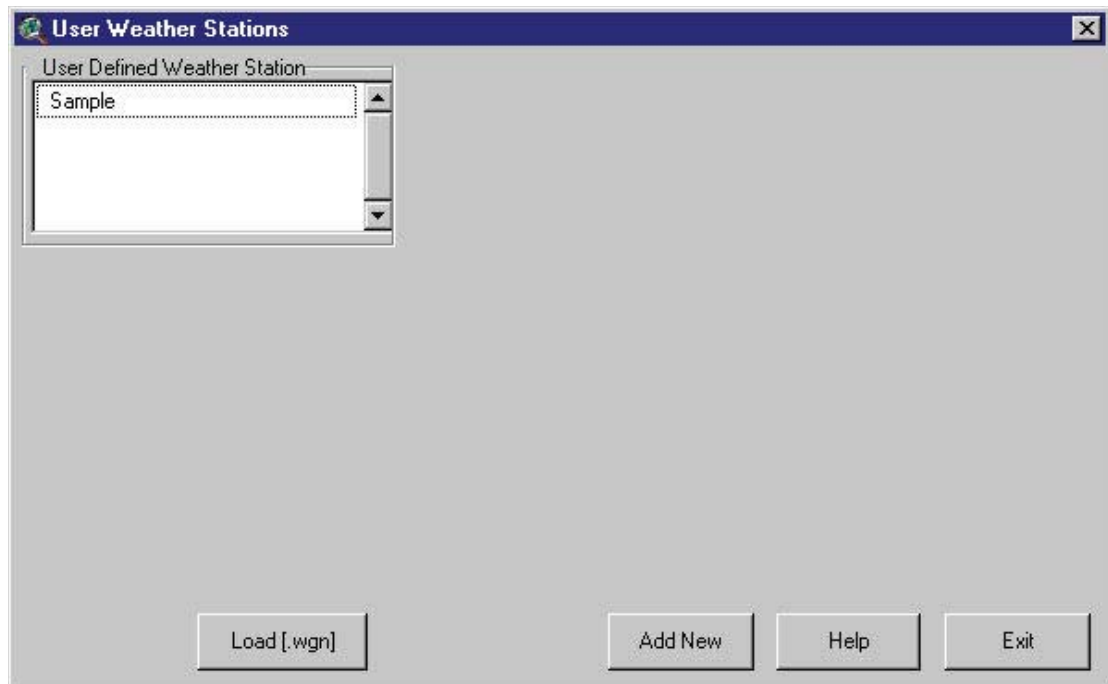 User Weather Stations
User Defined Weather Station
Sample
Load [.wgn]
Add New
Help
Exit